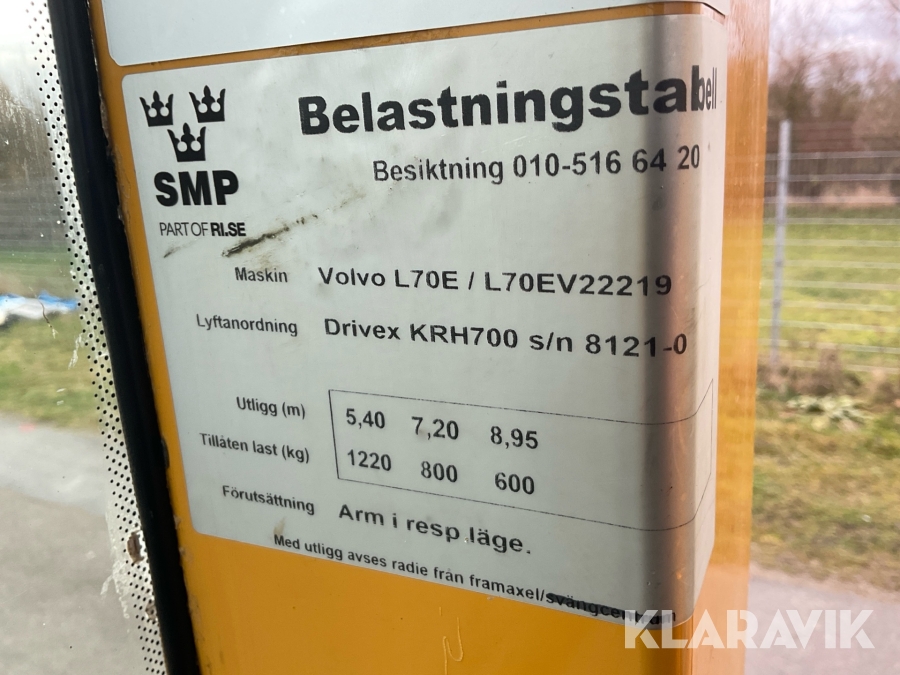 Belastningstabell
Besiktning 010-516 64 20
SMP
PART OF RI.SE
Maskin Volvo L70E / L70EV22219
Lyftanordning Drivex KRH700 s/n 8121-0
Utligg (m) 5,40 7,20 8,95
Tillåten last (kg) 1220 800 600
Förutsättning Arm i resp läge.
Med utligg avses radie från framaxel/svängcentrum
KLARAVIK